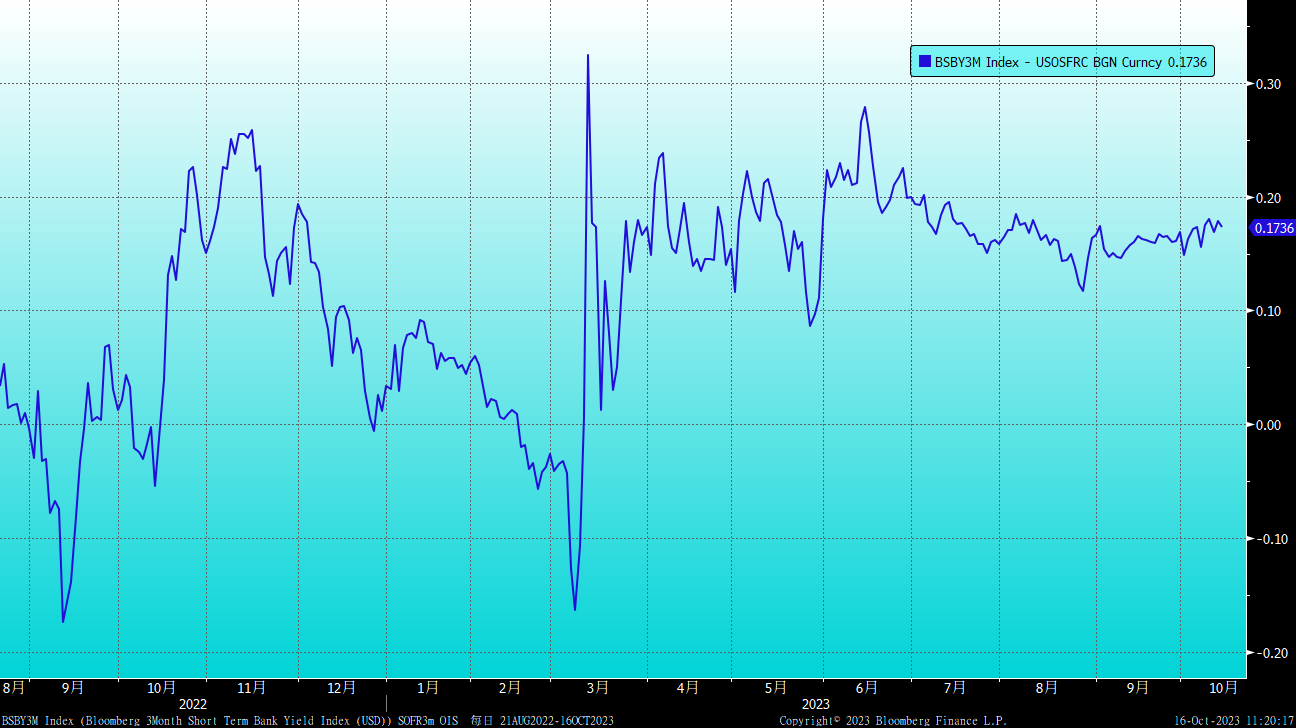 BSBY3M Index - USOSFRC BGN Curncy 0.1736
0.30
0.20
0.1736
0.10
0.00
-0.10
-0.20
8月 9月 10月 11月 12月 1月 2月 3月 4月 5月 6月 7月 8月 9月 10月
2022 2023
BSBY3M Index (Bloomberg 3Month Short Term Bank Yield Index (USD)) SOFR3m OIS 每日 21AUG2022-16OCT2023 Copyright© 2023 Bloomberg Finance L.P. 16-Oct-2023 11:20:17